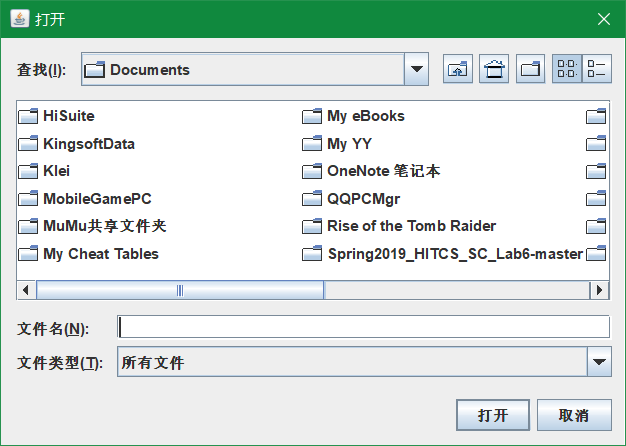 打开
查找(I):
Documents
HiSuite
KingsoftData
Klei
MobileGamePC
MuMu共享文件夹
My Cheat Tables
My eBooks
My YY
OneNote 笔记本
QQPCMgr
Rise of the Tomb Raider
Spring2019_HITCS_SC_Lab6-master
文件名(N):
文件类型(T):
所有文件
打开
取消